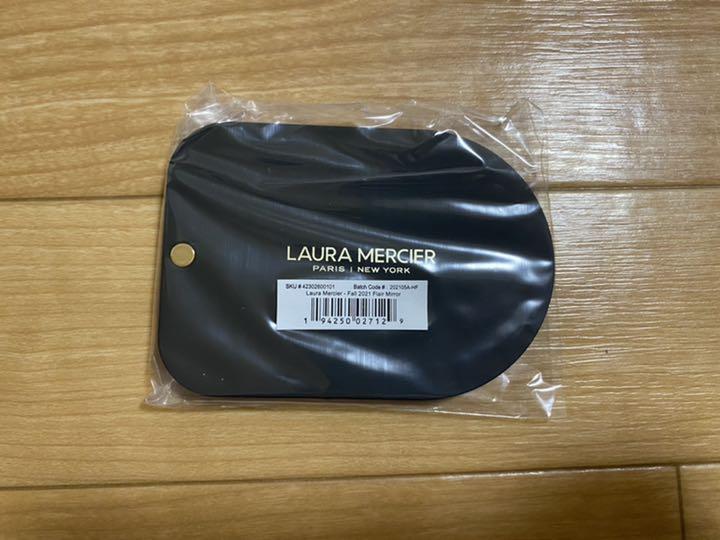 LAURA MERCIER
PARIS | NEW YORK
SKU # 42302600101 Batch Code # : 202105A-HF
Laura Mercier - Fall 2021 Flair Mirror
1 94250 02712 9